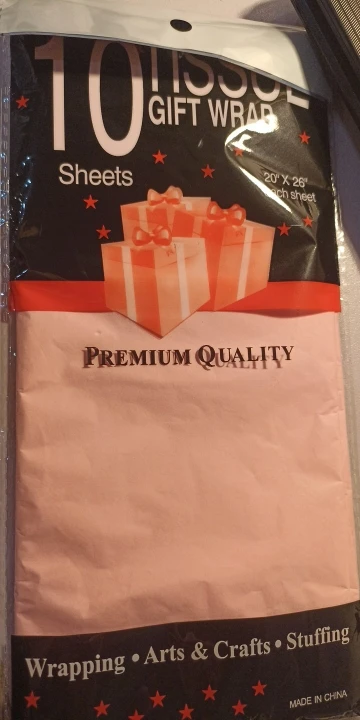 10 TISSUE
GIFT WRAP
Sheets
20" X 26"
each sheet
PREMIUM QUALITY
Wrapping • Arts & Crafts • Stuffing
MADE IN CHINA